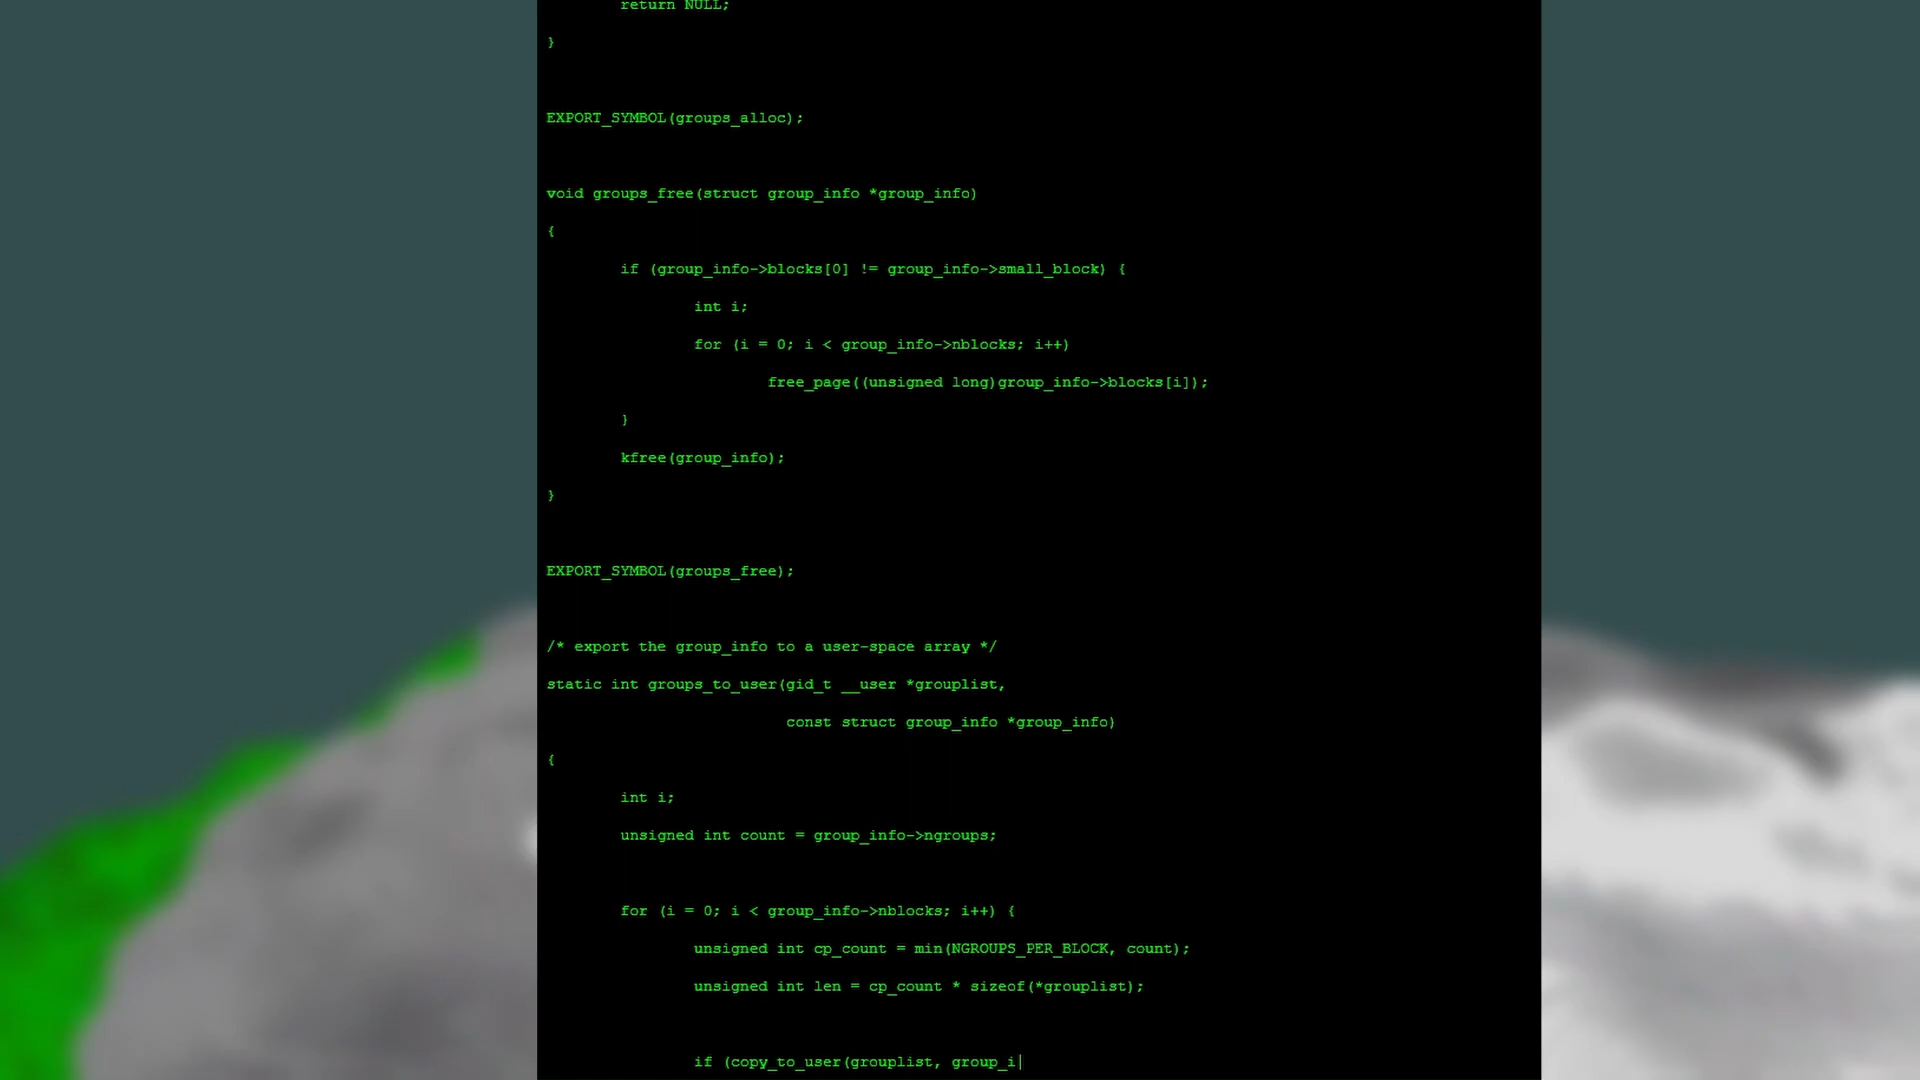 return NULL;
}
EXPORT_SYMBOL(groups_alloc);
void groups_free(struct group_info *group_info)
{
if (group_info->blocks[0] != group_info->small_block) {
int i;
for (i = 0; i < group_info->nblocks; i++)
free_page((unsigned long)group_info->blocks[i]);
}
kfree(group_info);
}
EXPORT_SYMBOL(groups_free);
/* export the group_info to a user-space array */
static int groups_to_user(gid_t __user *grouplist,
const struct group_info *group_info)
{
int i;
unsigned int count = group_info->ngroups;
for (i = 0; i < group_info->nblocks; i++) {
unsigned int cp_count = min(NGROUPS_PER_BLOCK, count);
unsigned int len = cp_count * sizeof(*grouplist);
if (copy_to_user(grouplist, group_i|